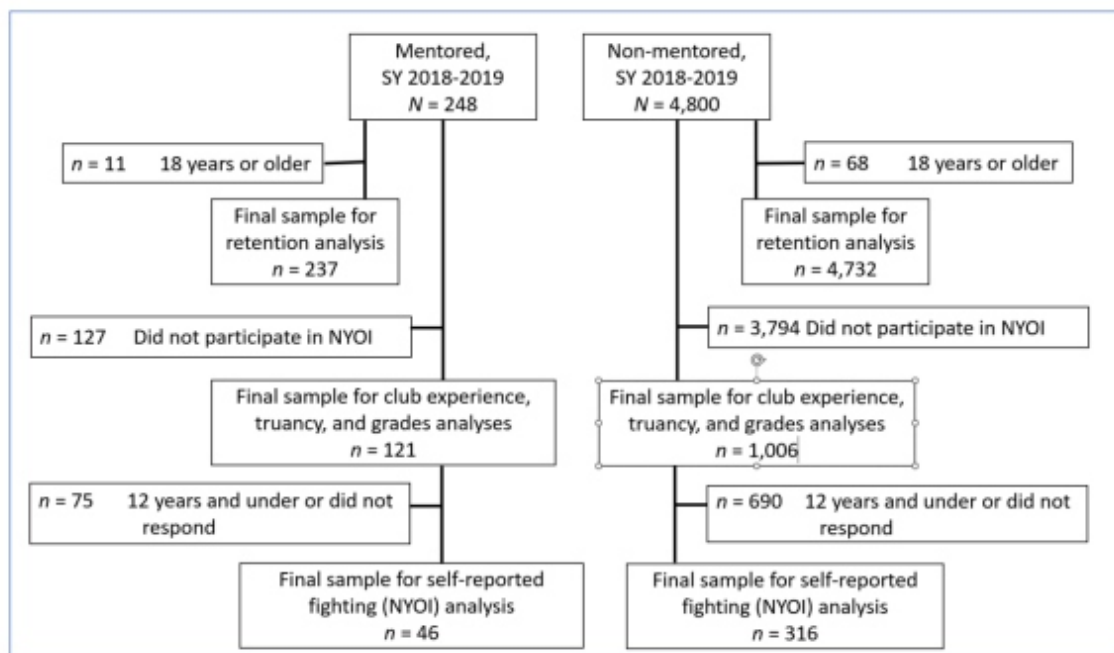 Mentored,
SY 2018-2019
N = 248
Non-mentored,
SY 2018-2019
N = 4,800
n = 11 18 years or older
n = 68 18 years or older
Final sample for
retention analysis
n = 237
Final sample for
retention analysis
n = 4,732
n = 127 Did not participate in NYOI
n = 3,794 Did not participate in NYOI
Final sample for club experience,
truancy, and grades analyses
n = 121
Final sample for club experience,
truancy, and grades analyses
n = 1,006
n = 75 12 years and under or did not
respond
n = 690 12 years and under or did not
respond
Final sample for self-reported
fighting (NYOI) analysis
n = 46
Final sample for self-reported
fighting (NYOI) analysis
n = 316